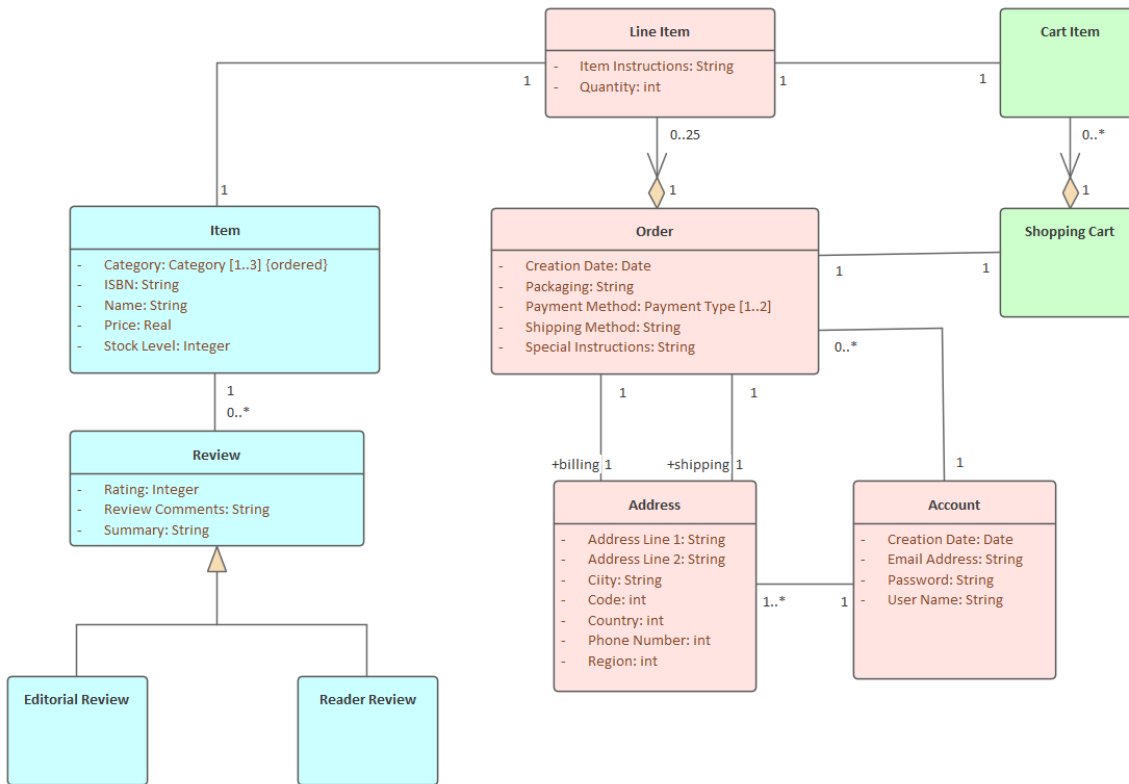 Line Item
- Item Instructions: String
- Quantity: int
Cart Item
1
1
1
1
0..25
0..*
1
1
Item
- Category: Category [1..3] {ordered}
- ISBN: String
- Name: String
- Price: Real
- Stock Level: Integer
Order
- Creation Date: Date
- Packaging: String
- Payment Method: Payment Type [1..2]
- Shipping Method: String
- Special Instructions: String
Shopping Cart
1
1
0..*
1
0..*
1
1
Review
- Rating: Integer
- Review Comments: String
- Summary: String
+billing 1
+shipping 1
1
Address
- Address Line 1: String
- Address Line 2: String
- Ciity: String
- Code: int
- Country: int
- Phone Number: int
- Region: int
Account
- Creation Date: Date
- Email Address: String
- Password: String
- User Name: String
1..*
1
Editorial Review
Reader Review